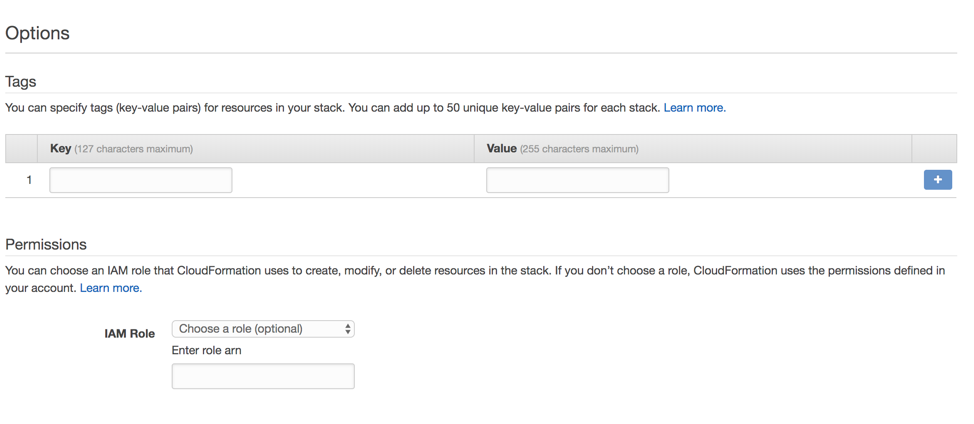 Options
Tags
You can specify tags (key-value pairs) for resources in your stack. You can add up to 50 unique key-value pairs for each stack. Learn more.
Key (127 characters maximum) Value (255 characters maximum)
1 +
Permissions
You can choose an IAM role that CloudFormation uses to create, modify, or delete resources in the stack. If you don't choose a role, CloudFormation uses the permissions defined in
your account. Learn more.
IAM Role Choose a role (optional)
Enter role arn